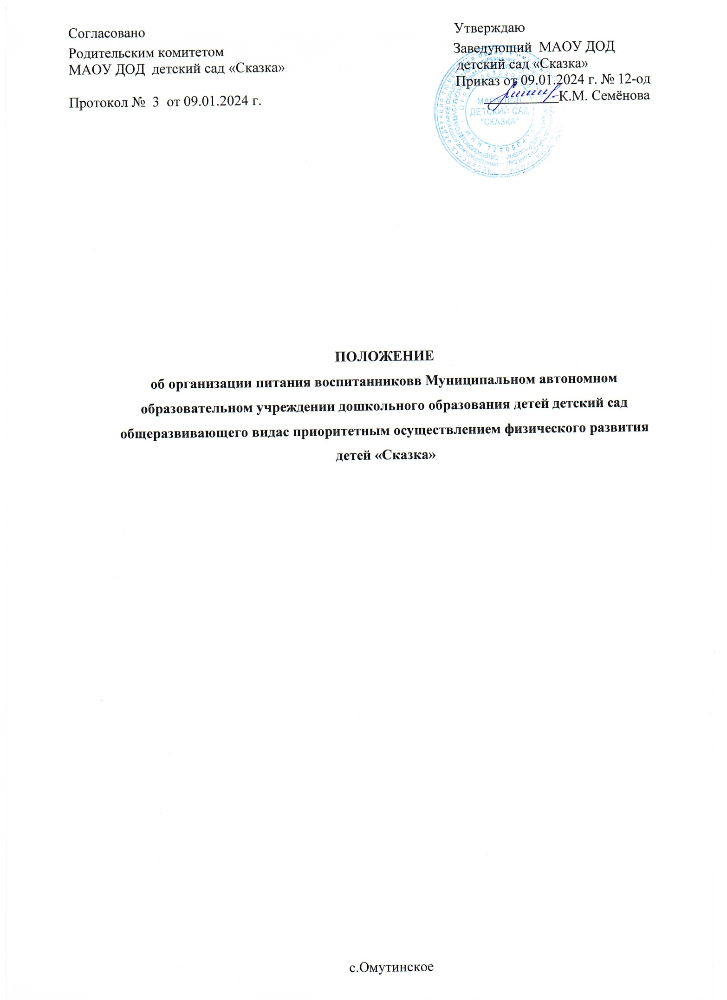 Согласовано
Родительским комитетом
МАОУ ДОД детский сад «Сказка»
Протокол № 3 от 09.01.2024 г.
Утверждаю
Заведующий МАОУ ДОД
детский сад «Сказка»
Приказ от 09.01.2024 г. № 12-од
____________К.М. Семёнова
МАОУ ДОД
ДЕТСКИЙ САД
"СКАЗКА"
ПОЛОЖЕНИЕ
об организации питания воспитанниковв Муниципальном автономном
образовательном учреждении дошкольного образования детей детский сад
общеразвивающего видас приоритетным осуществлением физического развития
детей «Сказка»
с.Омутинское